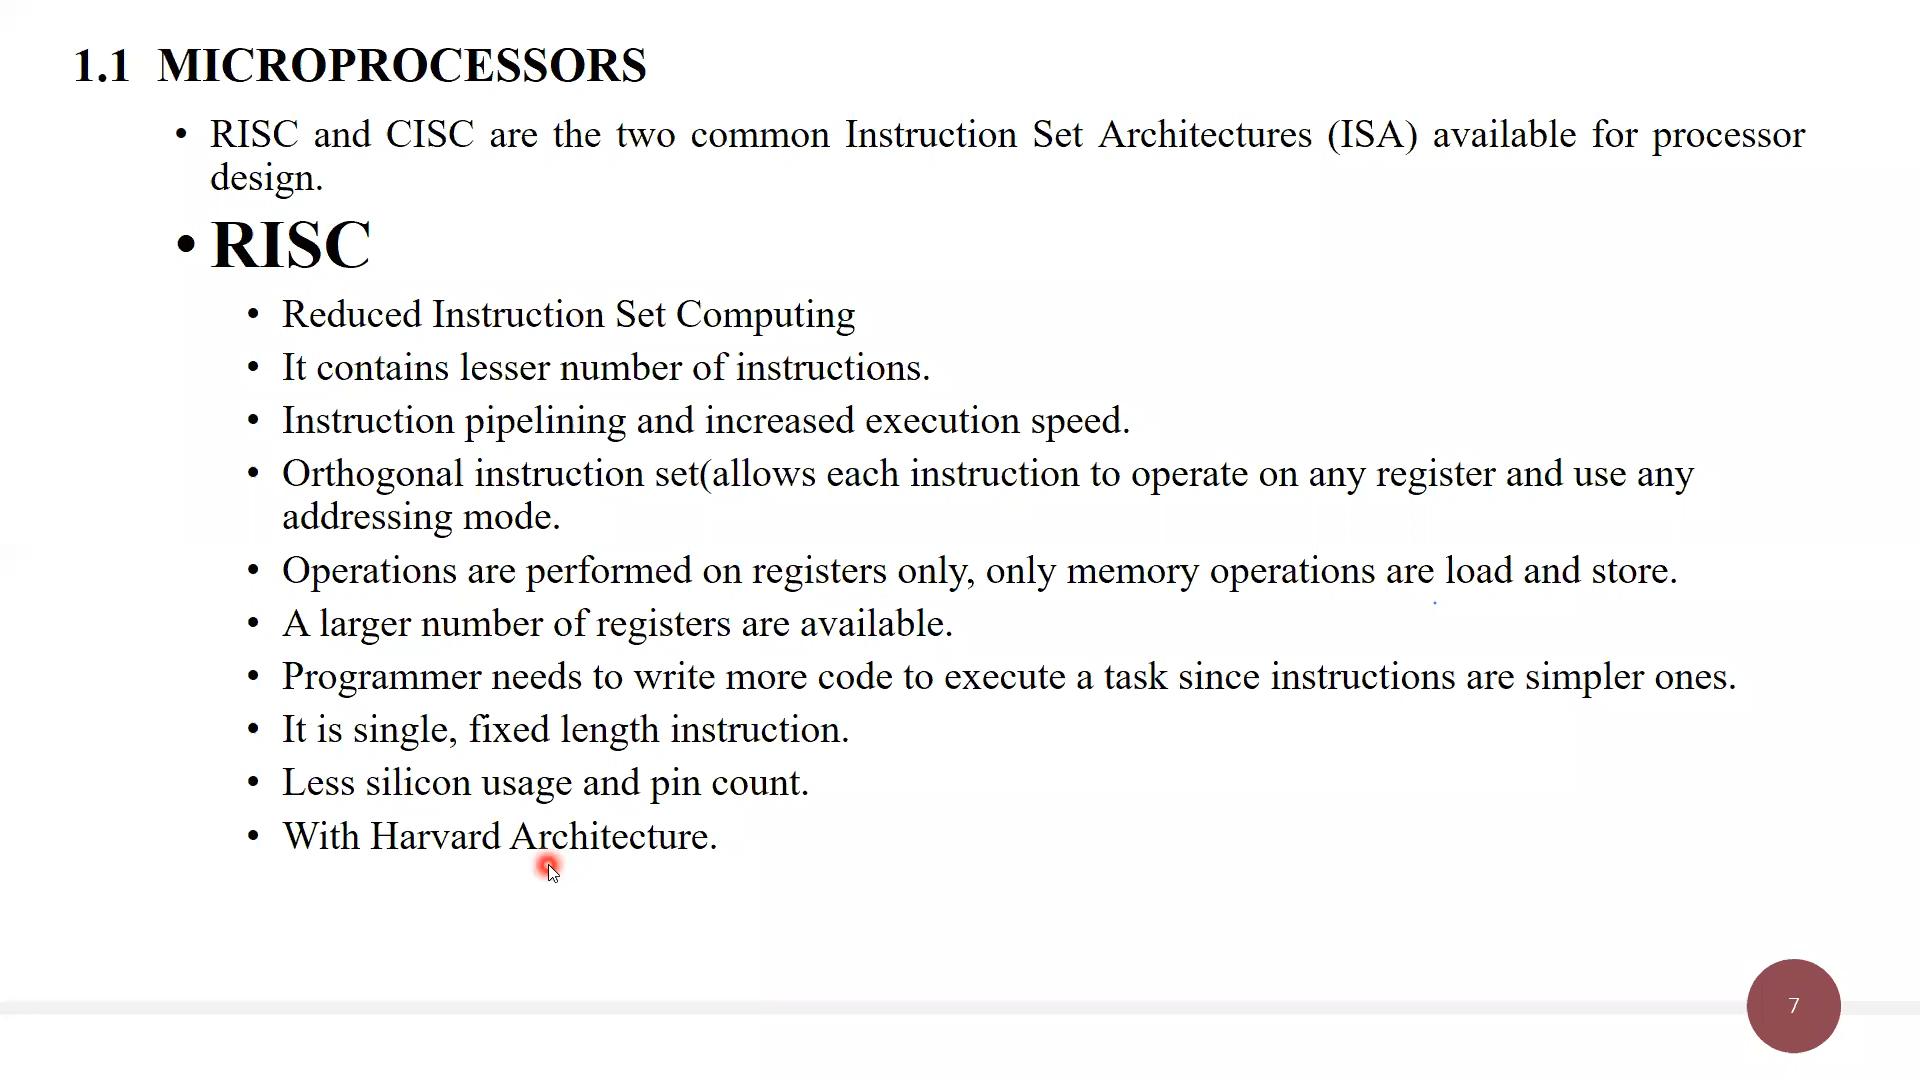 1.1 MICROPROCESSORS
• RISC and CISC are the two common Instruction Set Architectures (ISA) available for processor
design.
• RISC
• Reduced Instruction Set Computing
• It contains lesser number of instructions.
• Instruction pipelining and increased execution speed.
• Orthogonal instruction set(allows each instruction to operate on any register and use any
addressing mode.
• Operations are performed on registers only, only memory operations are load and store.
• A larger number of registers are available.
• Programmer needs to write more code to execute a task since instructions are simpler ones.
• It is single, fixed length instruction.
• Less silicon usage and pin count.
• With Harvard Architecture.
7